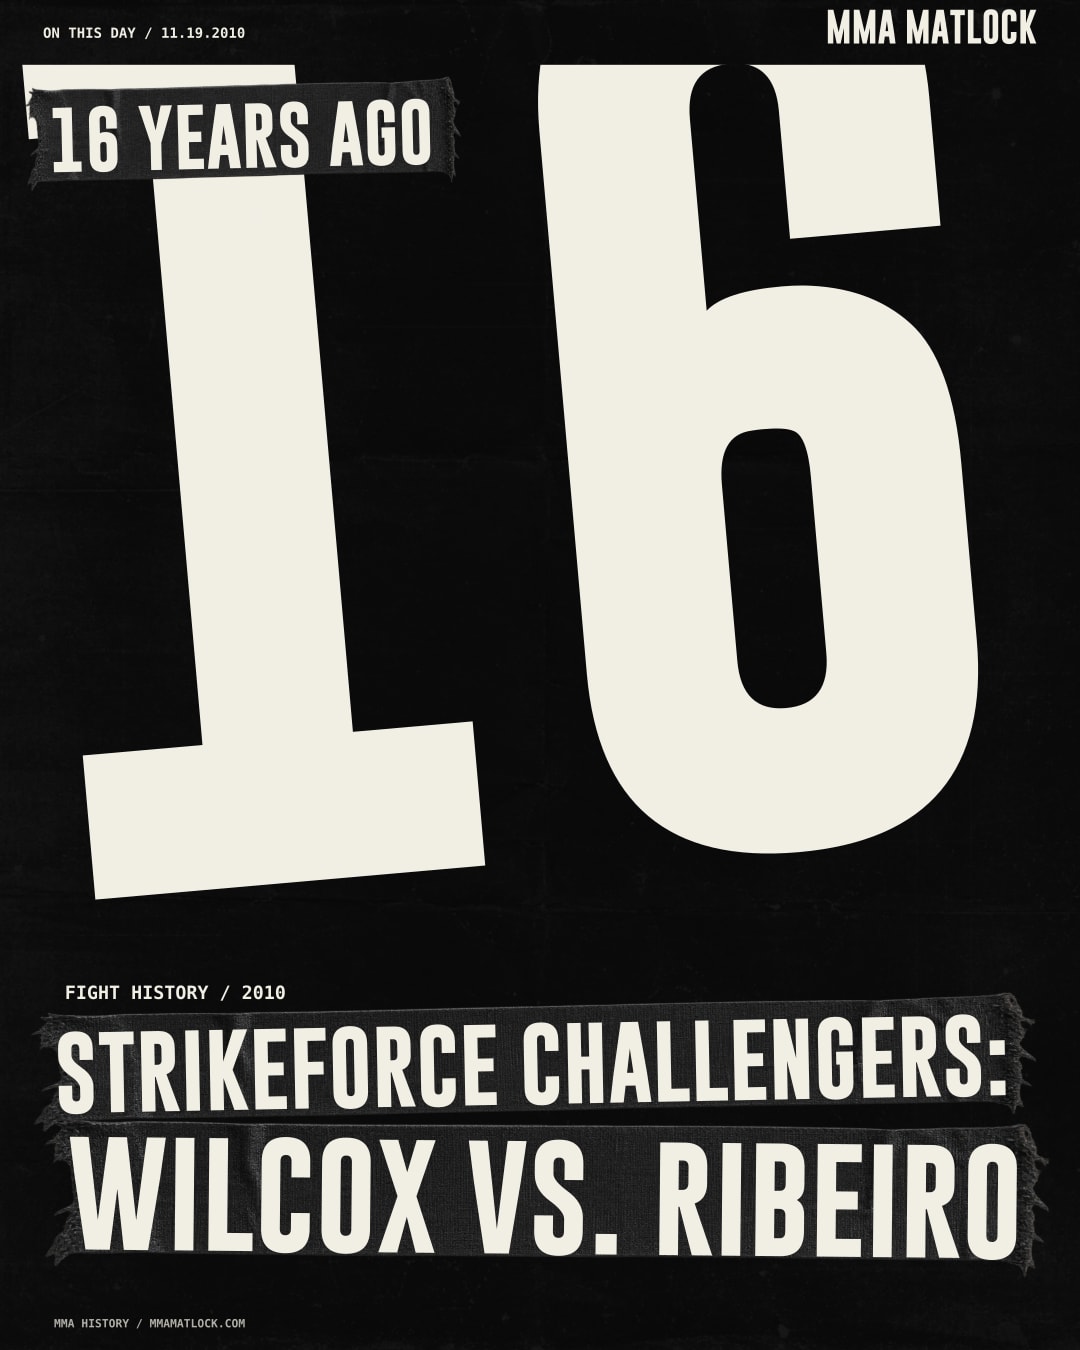 ON THIS DAY / 11.19.2010
MMA MATLOCK
16 YEARS AGO
16
FIGHT HISTORY / 2010
STRIKEFORCE CHALLENGERS:
WILCOX VS. RIBEIRO
MMA HISTORY / MMAMATLOCK.COM